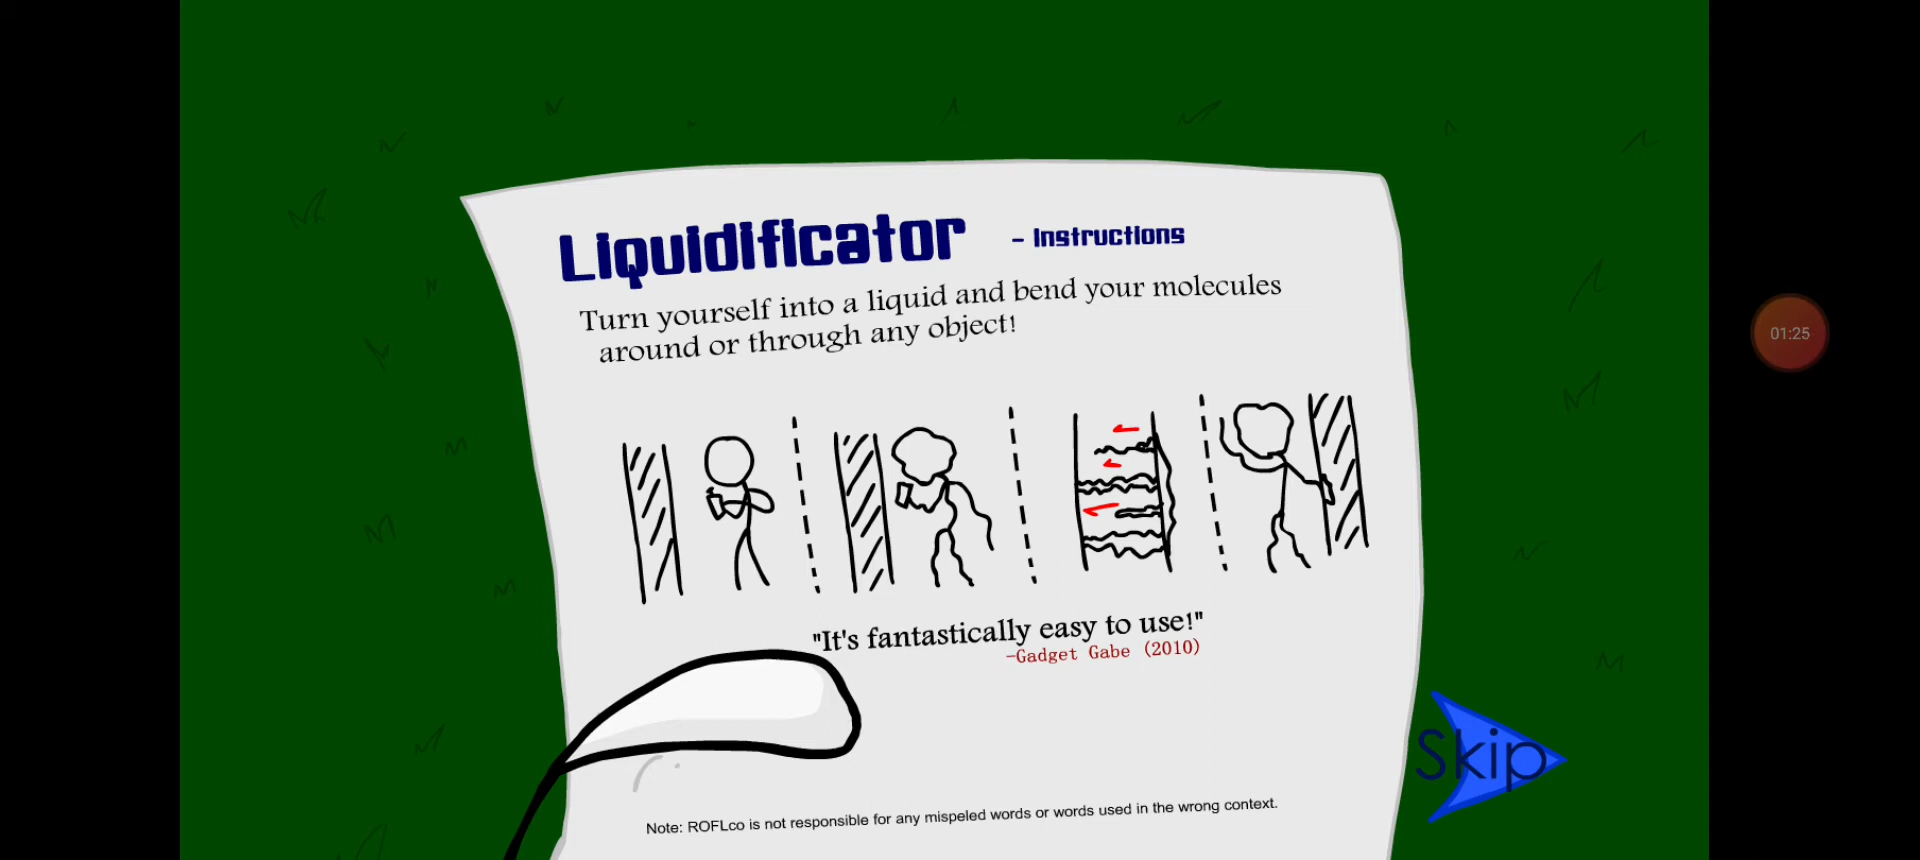 Liquidificator - Instructions
Turn yourself into a liquid and bend your molecules
around or through any object!
"It's fantastically easy to use!"
-Gadget Gabe (2010)
Note: ROFLco is not responsible for any mispeled words or words used in the wrong context.
Skip
01:25